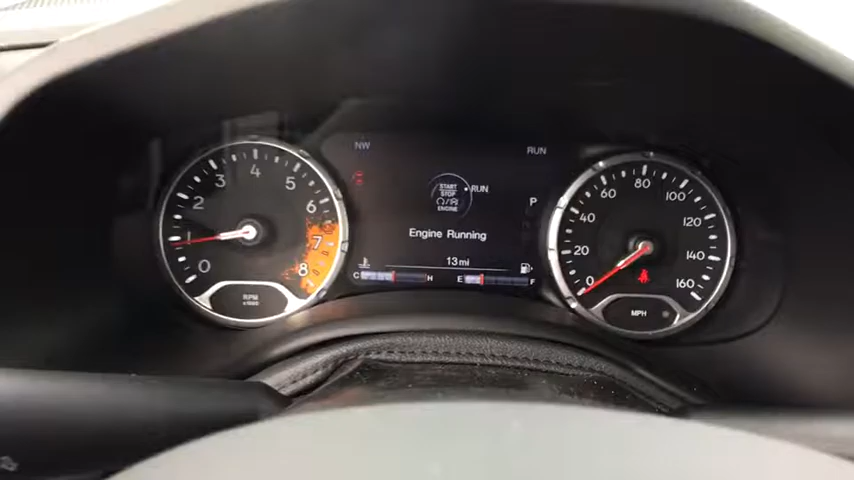 NW
RUN
START
STOP
ENGINE
RUN
P
Engine Running
13 mi
C H
E F
0
1
2
3
4
5
6
7
8
RPM
x1000
0
20
40
60
80
100
120
140
160
MPH